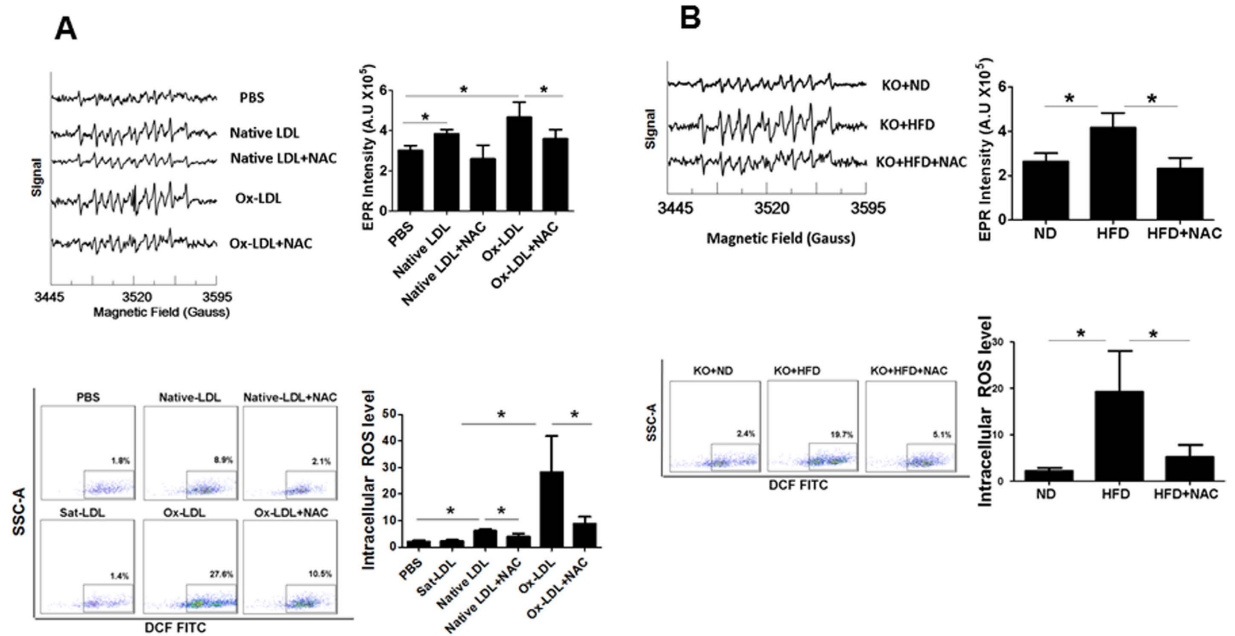 A
Signal
PBS
Native LDL
Native LDL+NAC
Ox-LDL
Ox-LDL+NAC
3445 3520 3595
Magnetic Field (Gauss)
EPR Intensity (A.U X10⁵)
6
4
2
0
* * *
PBS
Native LDL
Native LDL+NAC
Ox-LDL
Ox-LDL+NAC
B
Signal
KO+ND
KO+HFD
KO+HFD+NAC
3445 3520 3595
Magnetic Field (Gauss)
EPR Intensity (A.U X10⁵)
6
4
2
0
* *
ND HFD HFD+NAC
SSC-A
PBS Native-LDL Native-LDL+NAC
1.8% 8.9% 2.1%
Sat-LDL Ox-LDL Ox-LDL+NAC
1.4% 27.6% 10.5%
DCF FITC
Intracellular ROS level
50
40
30
20
10
0
* * * *
PBS
Sat-LDL
Native LDL
Native LDL+NAC
Ox-LDL
Ox-LDL+NAC
SSC-A
KO+ND KO+HFD KO+HFD+NAC
2.4% 19.7% 5.1%
DCF FITC
Intracellular ROS level
30
20
10
0
* *
ND HFD HFD+NAC